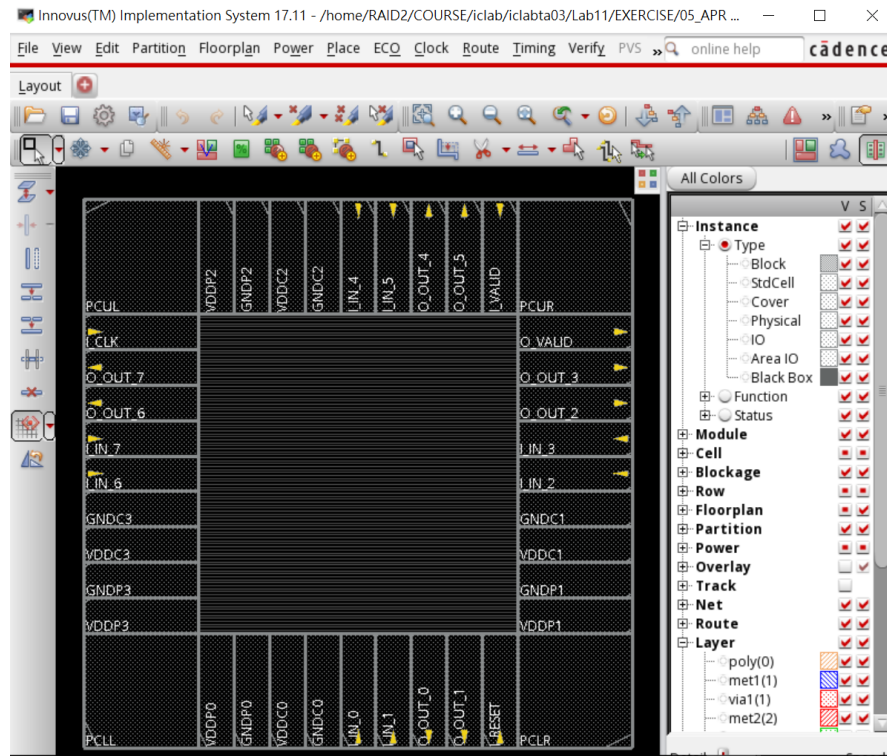 Innovus(TM) Implementation System 17.11 - /home/RAID2/COURSE/iclab/iclabta03/Lab11/EXERCISE/05_APR ...
File View Edit Partition Floorplan Power Place ECO Clock Route Timing Verify PVS » online help cādence
Layout
All Colors
V S
Instance
Type
Block
StdCell
Cover
Physical
IO
Area IO
Black Box
Function
Status
Module
Cell
Blockage
Row
Floorplan
Partition
Power
Overlay
Track
Net
Route
Layer
poly(0)
met1(1)
via1(1)
met2(2)
PCUL
VDDP2
GNDP2
VDDC2
GNDC2
I_IN_4
I_IN_5
O_OUT_4
O_OUT_5
I_VALID
PCUR
I_CLK
O_OUT_7
O_OUT_6
I_IN_7
I_IN_6
GNDC3
VDDC3
GNDP3
VDDP3
O_VALID
O_OUT_3
O_OUT_2
I_IN_3
I_IN_2
GNDC1
VDDC1
GNDP1
VDDP1
PCLL
VDDP0
GNDP0
VDDC0
GNDC0
I_IN_0
I_IN_1
O_OUT_0
O_OUT_1
I_RESET
PCLR